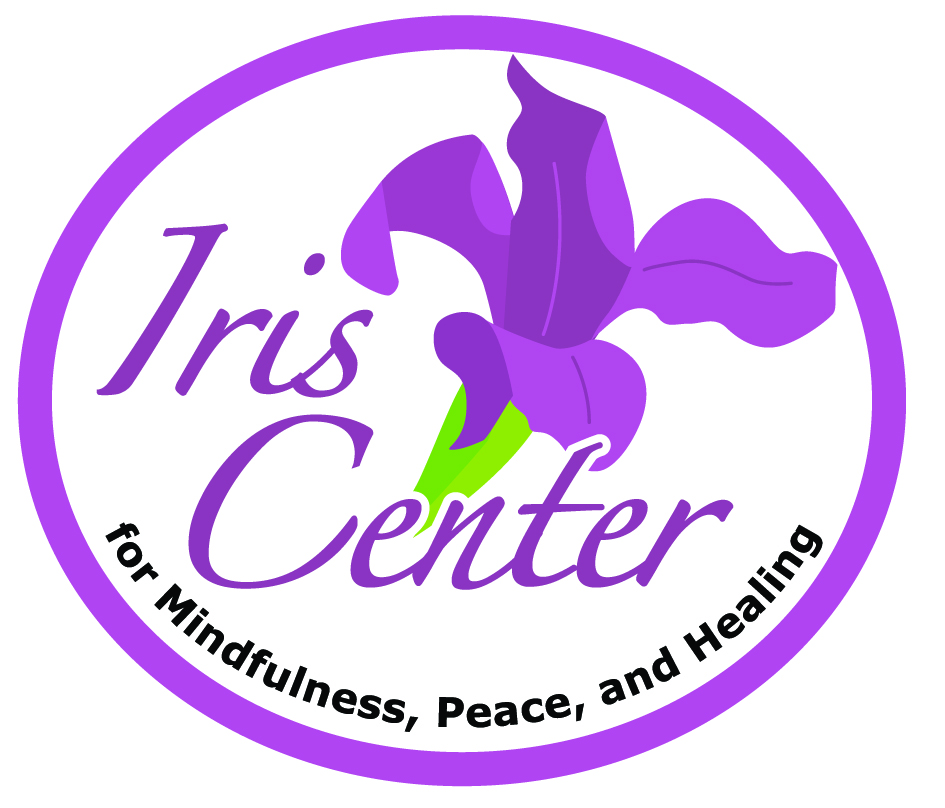 Iris
Center
for Mindfulness, Peace, and Healing